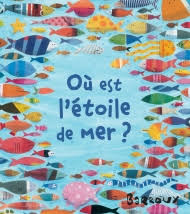 Où est
l'étoile
de mer ?
BARROUX